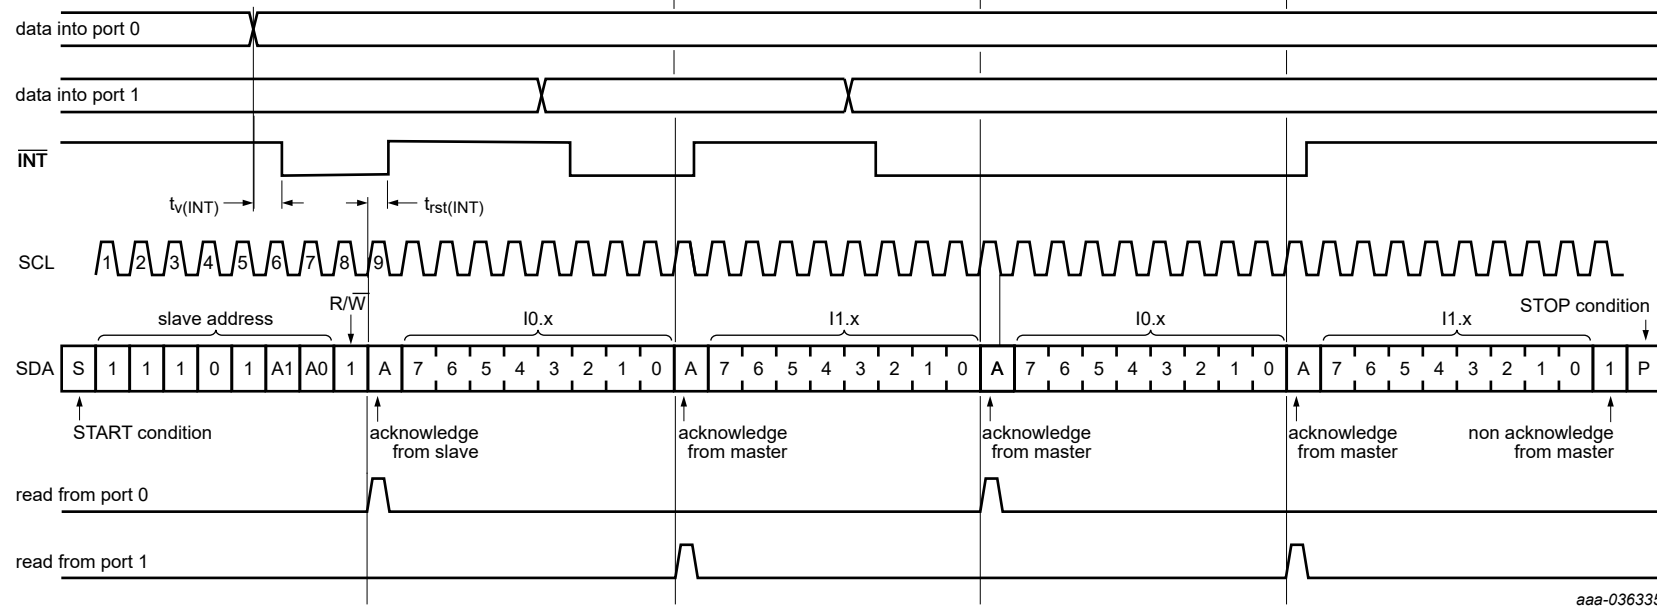 data into port 0
data into port 1
INT
tv(INT) trst(INT)
SCL 1 2 3 4 5 6 7 8 9
R/W
STOP condition
slave address I0.x I1.x I0.x I1.x
SDA S 1 1 1 0 1 A1 A0 1 A 7 6 5 4 3 2 1 0 A 7 6 5 4 3 2 1 0 A 7 6 5 4 3 2 1 0 A 7 6 5 4 3 2 1 0 1 P
START condition
acknowledge
from slave
acknowledge
from master
acknowledge
from master
acknowledge
from master
non acknowledge
from master
read from port 0
read from port 1
aaa-036335